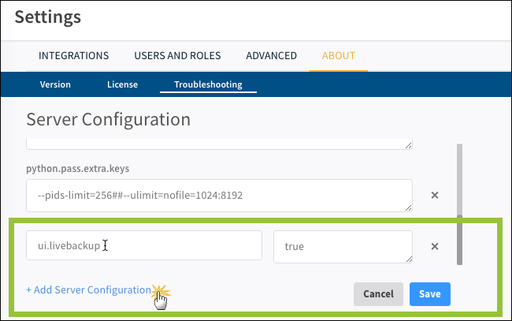 Settings
INTEGRATIONS USERS AND ROLES ADVANCED ABOUT
Version License Troubleshooting
Server Configuration
python.pass.extra.keys
--pids-limit=256##--ulimit=nofile=1024:8192 ×
ui.livebackup true ×
+ Add Server Configuration Cancel Save